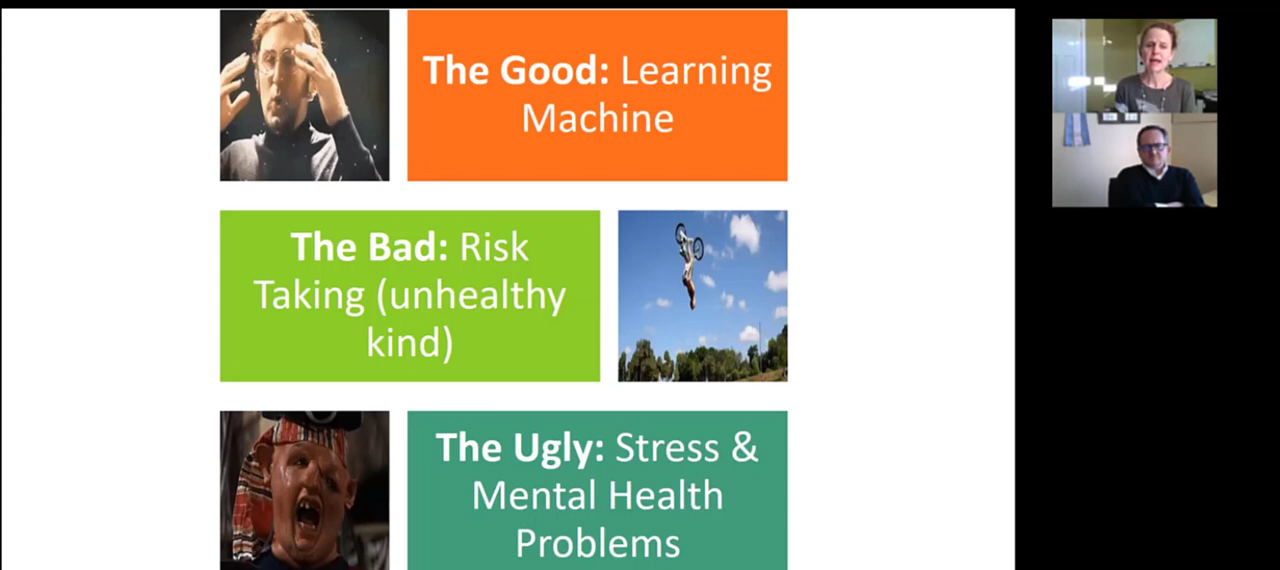 The Good: Learning
Machine
The Bad: Risk
Taking (unhealthy
kind)
The Ugly: Stress &
Mental Health
Problems